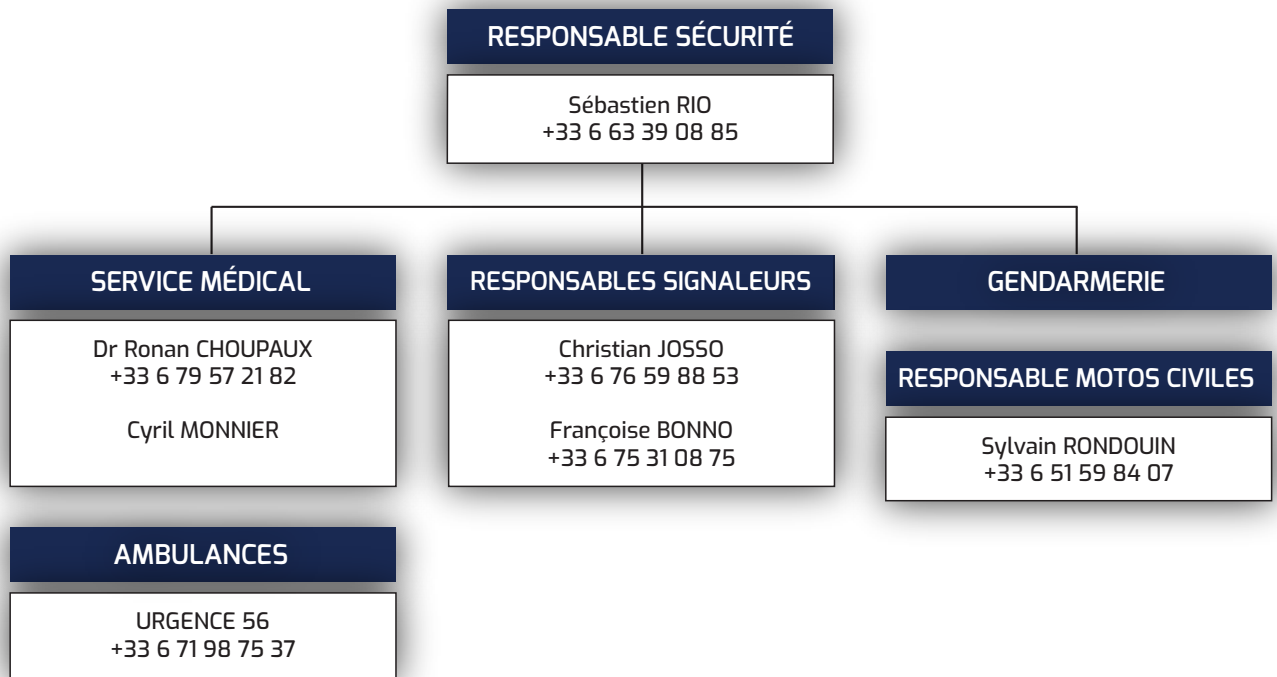 RESPONSABLE SÉCURITÉ
Sébastien RIO
+33 6 63 39 08 85
SERVICE MÉDICAL
Dr Ronan CHOUPAUX
+33 6 79 57 21 82
Cyril MONNIER
AMBULANCES
URGENCE 56
+33 6 71 98 75 37
RESPONSABLES SIGNALEURS
Christian JOSSO
+33 6 76 59 88 53
Françoise BONNO
+33 6 75 31 08 75
GENDARMERIE
RESPONSABLE MOTOS CIVILES
Sylvain RONDOUIN
+33 6 51 59 84 07